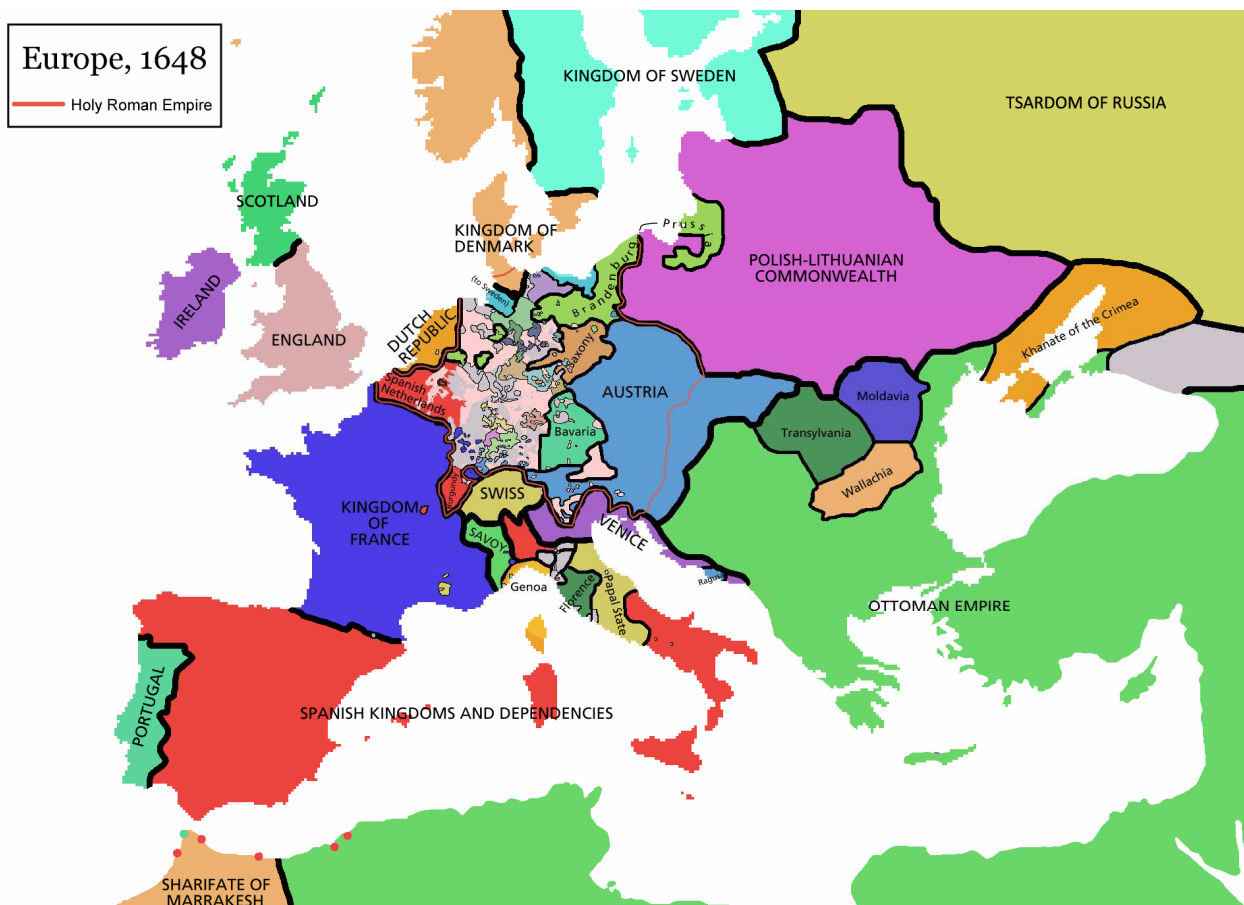 Europe, 1648
Holy Roman Empire
KINGDOM OF SWEDEN
TSARDOM OF RUSSIA
SCOTLAND
KINGDOM OF
DENMARK
Prussia
POLISH-LITHUANIAN
COMMONWEALTH
IRELAND
ENGLAND
(to Sweden)
Brandenburg
DUTCH
REPUBLIC
Khanate of the Crimea
Saxony
Spanish
Netherlands
AUSTRIA
Moldavia
Bavaria
Transylvania
Wallachia
Burgundy
SWISS
KINGDOM
OF
FRANCE
SAVOY
VENICE
Ragusa
Genoa
Florence
Papal State
OTTOMAN EMPIRE
PORTUGAL
SPANISH KINGDOMS AND DEPENDENCIES
SHARIFATE OF
MARRAKESH